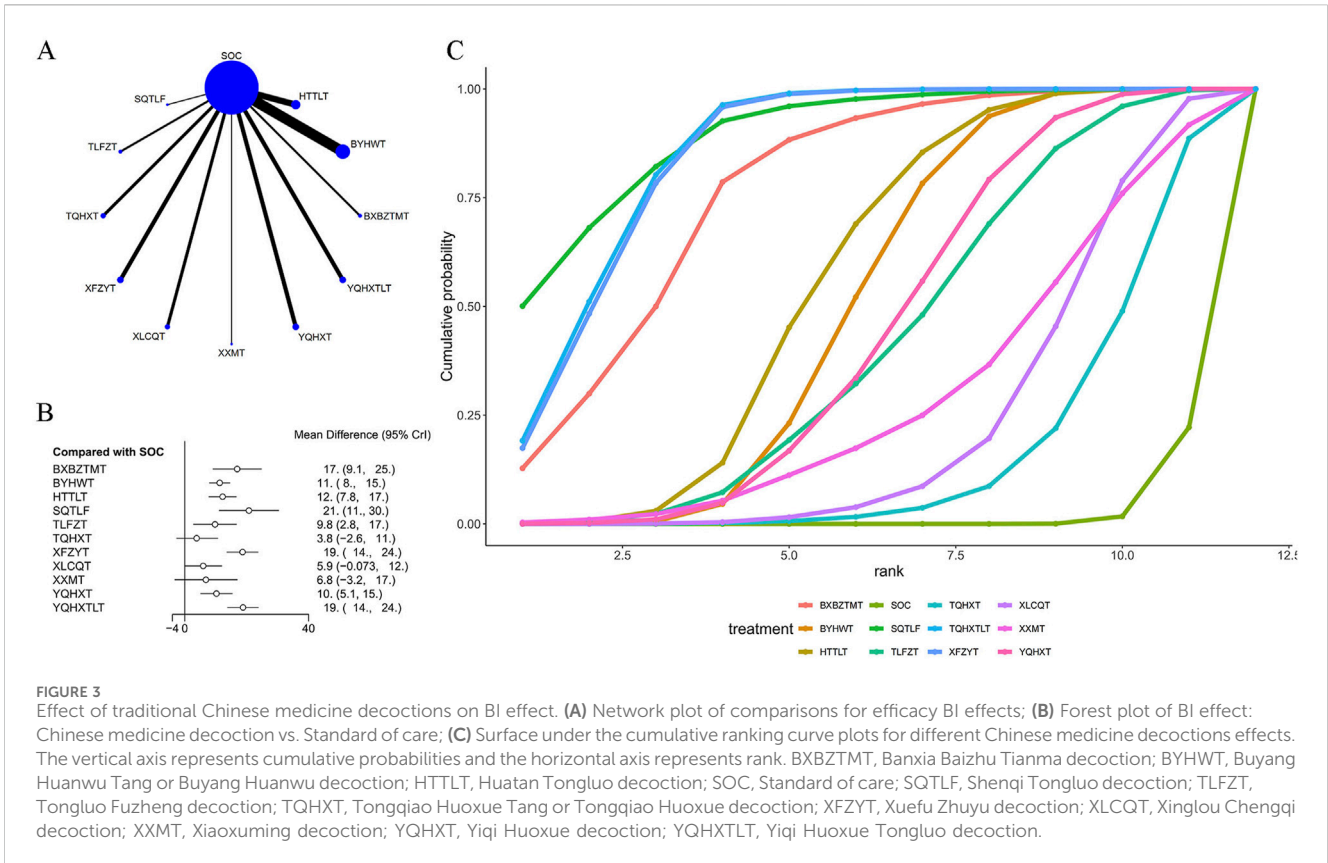 A
SOC
HTTLT
SQTLF
BYHWT
TLFZT
TQHXT
BXBZTMT
XFZYT
YQHXTLT
XLCQT
YQHXT
XXMT
B
Mean Difference (95% CrI)
Compared with SOC
BXBZTMT 17. (9.1, 25.)
BYHWT 11. ( 8., 15.)
HTTLT 12. (7.8, 17.)
SQTLF 21. (11., 30.)
TLFZT 9.8 (2.8, 17.)
TQHXT 3.8 (−2.6, 11.)
XFZYT 19. ( 14., 24.)
XLCQT 5.9 (−0.073, 12.)
XXMT 6.8 (−3.2, 17.)
YQHXT 10. (5.1, 15.)
YQHXTLT 19. ( 14., 24.)
−4 0 40
C
1.00
0.75
0.50
0.25
0.00
Cumulative probability
2.5 5.0 7.5 10.0 12.5
rank
treatment
BXBZTMT SOC TQHXT XLCQT
BYHWT SQTLF TQHXTLT XXMT
HTTLT TLFZT XFZYT YQHXT
FIGURE 3
Effect of traditional Chinese medicine decoctions on BI effect. (A) Network plot of comparisons for efficacy BI effects; (B) Forest plot of BI effect:
Chinese medicine decoction vs. Standard of care; (C) Surface under the cumulative ranking curve plots for different Chinese medicine decoctions effects.
The vertical axis represents cumulative probabilities and the horizontal axis represents rank. BXBZTMT, Banxia Baizhu Tianma decoction; BYHWT, Buyang
Huanwu Tang or Buyang Huanwu decoction; HTTLT, Huatan Tongluo decoction; SOC, Standard of care; SQTLF, Shenqi Tongluo decoction; TLFZT,
Tongluo Fuzheng decoction; TQHXT, Tongqiao Huoxue Tang or Tongqiao Huoxue decoction; XFZYT, Xuefu Zhuyu decoction; XLCQT, Xinglou Chengqi
decoction; XXMT, Xiaoxuming decoction; YQHXT, Yiqi Huoxue decoction; YQHXTLT, Yiqi Huoxue Tongluo decoction.